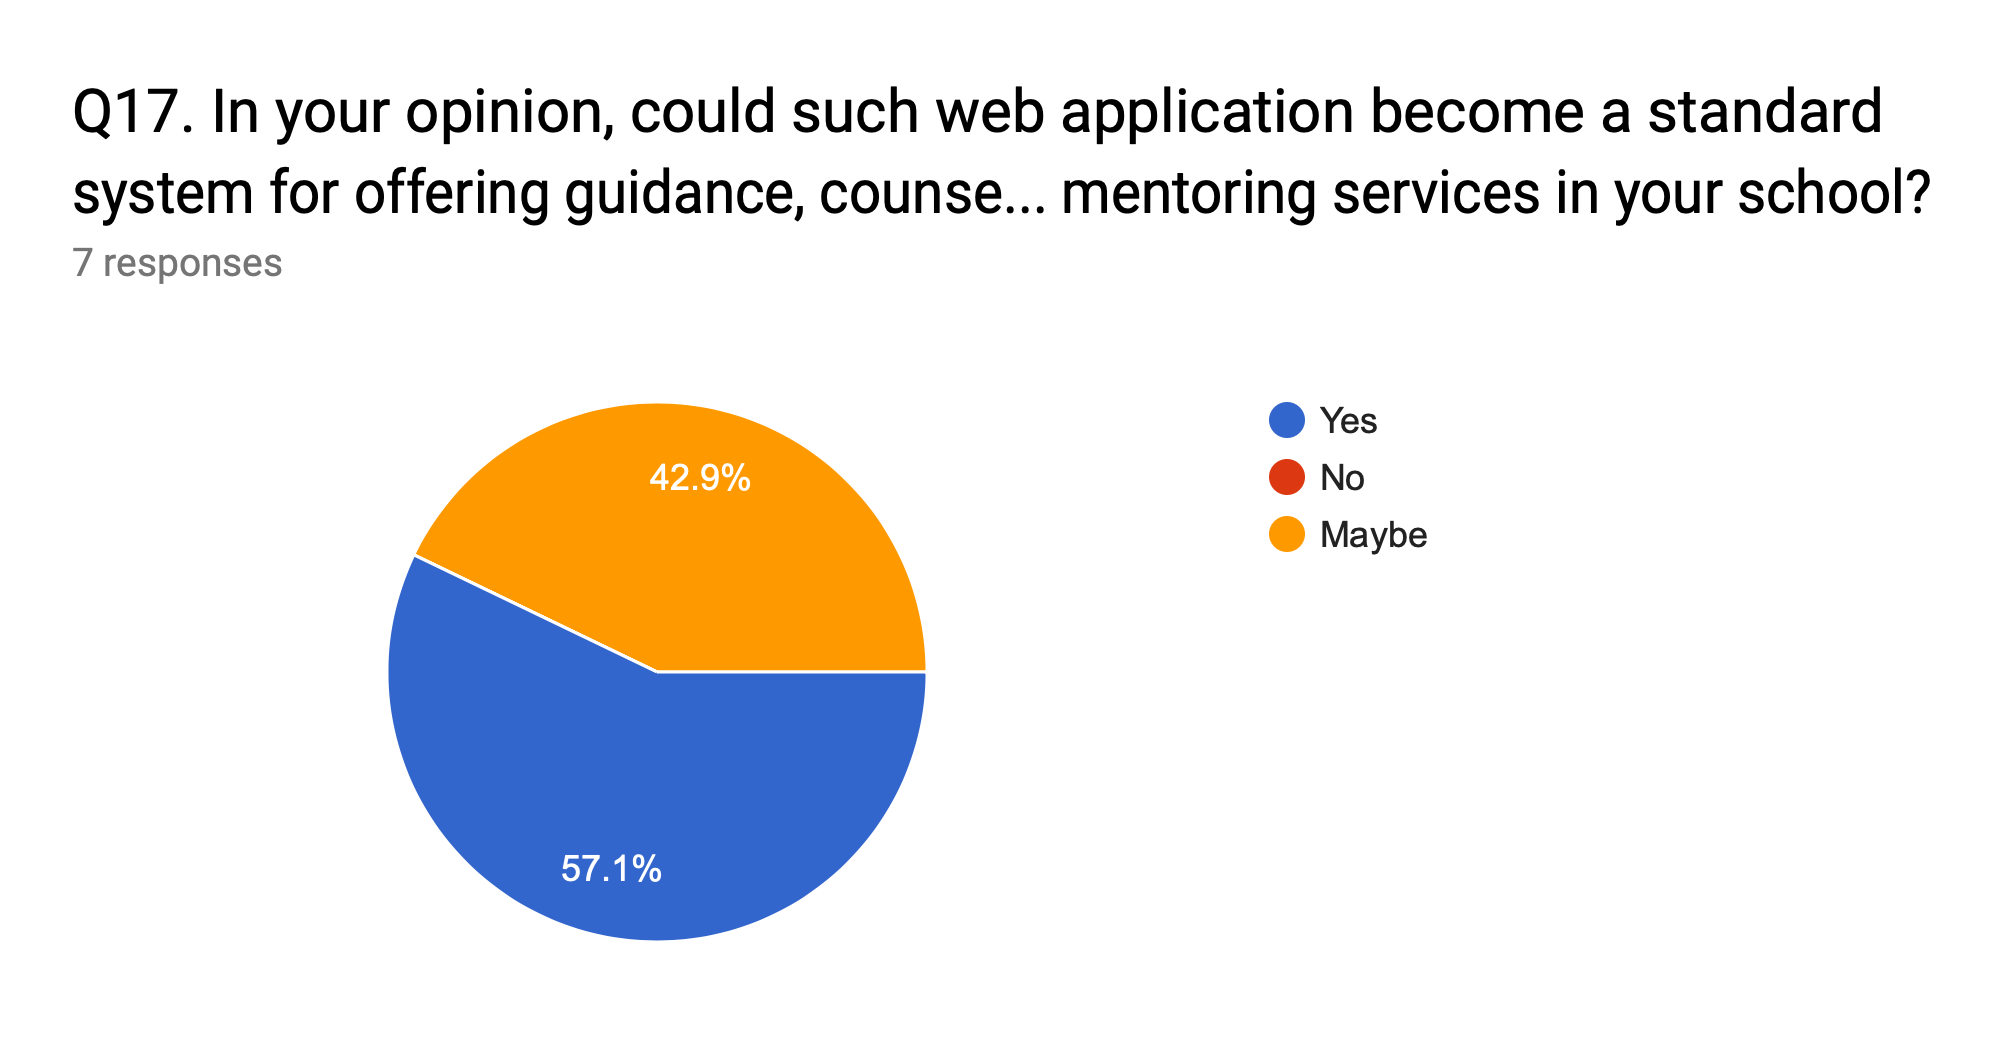 Q17. In your opinion, could such web application become a standard
system for offering guidance, counse... mentoring services in your school?
7 responses
42.9%
57.1%
Yes
No
Maybe